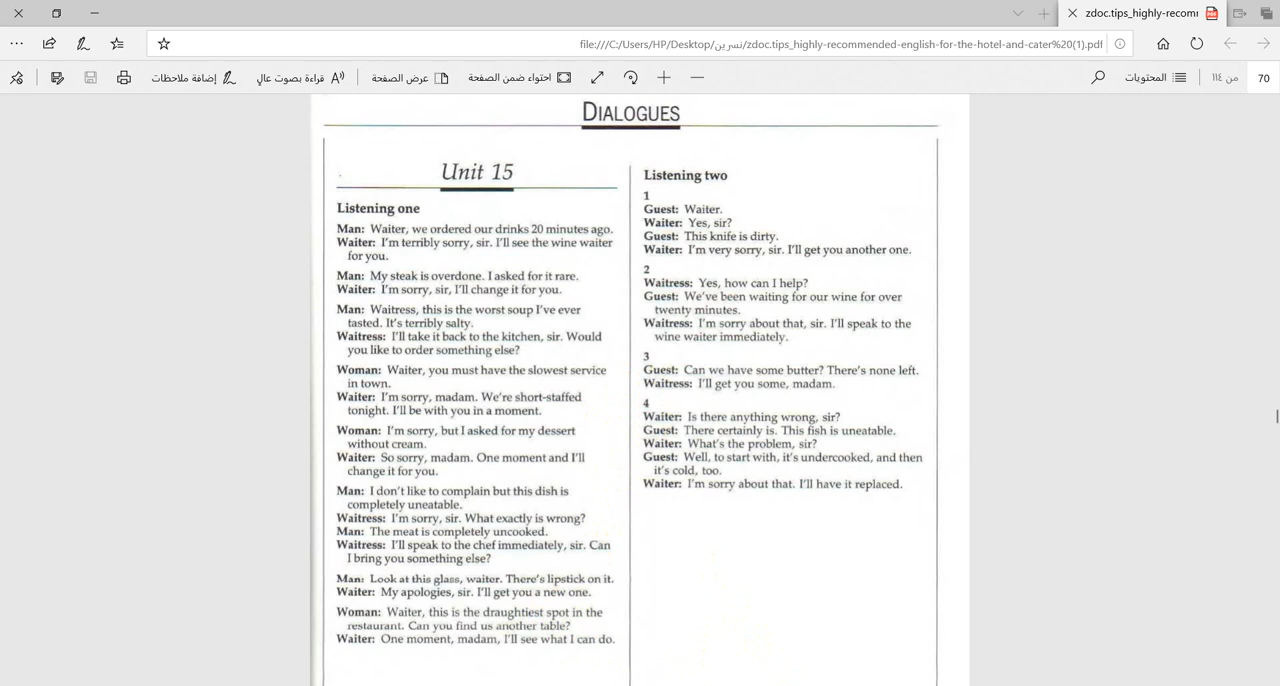 zdoc.tips_highly-recomm
file:///C:/Users/HP/Desktop/نسرين/zdoc.tips_highly-recommended-english-for-the-hotel-and-cater%20(1).pdf
70 من ١١٤ المحتويات احتواء ضمن الصفحة عرض الصفحة قراءة بصوت عالٍ إضافة ملاحظات
DIALOGUES
Unit 15
Listening one
Man: Waiter, we ordered our drinks 20 minutes ago.
Waiter: I'm terribly sorry, sir. I'll see the wine waiter
for you.
Man: My steak is overdone. I asked for it rare.
Waiter: I'm sorry, sir, I'll change it for you.
Man: Waitress, this is the worst soup I've ever
tasted. It's terribly salty.
Waitress: I'll take it back to the kitchen, sir. Would
you like to order something else?
Woman: Waiter, you must have the slowest service
in town.
Waiter: I'm sorry, madam. We're short-staffed
tonight. I'll be with you in a moment.
Woman: I'm sorry, but I asked for my dessert
without cream.
Waiter: So sorry, madam. One moment and I'll
change it for you.
Man: I don't like to complain but this dish is
completely uneatable.
Waitress: I'm sorry, sir. What exactly is wrong?
Man: The meat is completely uncooked.
Waitress: I'll speak to the chef immediately, sir. Can
I bring you something else?
Man: Look at this glass, waiter. There's lipstick on it.
Waiter: My apologies, sir. I'll get you a new one.
Woman: Waiter, this is the draughtiest spot in the
restaurant. Can you find us another table?
Waiter: One moment, madam, I'll see what I can do.
Listening two
1
Guest: Waiter.
Waiter: Yes, sir?
Guest: This knife is dirty.
Waiter: I'm very sorry, sir. I'll get you another one.
2
Waitress: Yes, how can I help?
Guest: We've been waiting for our wine for over
twenty minutes.
Waitress: I'm sorry about that, sir. I'll speak to the
wine waiter immediately.
3
Guest: Can we have some butter? There's none left.
Waitress: I'll get you some, madam.
4
Waiter: Is there anything wrong, sir?
Guest: There certainly is. This fish is uneatable.
Waiter: What's the problem, sir?
Guest: Well, to start with, it's undercooked, and then
it's cold, too.
Waiter: I'm sorry about that. I'll have it replaced.